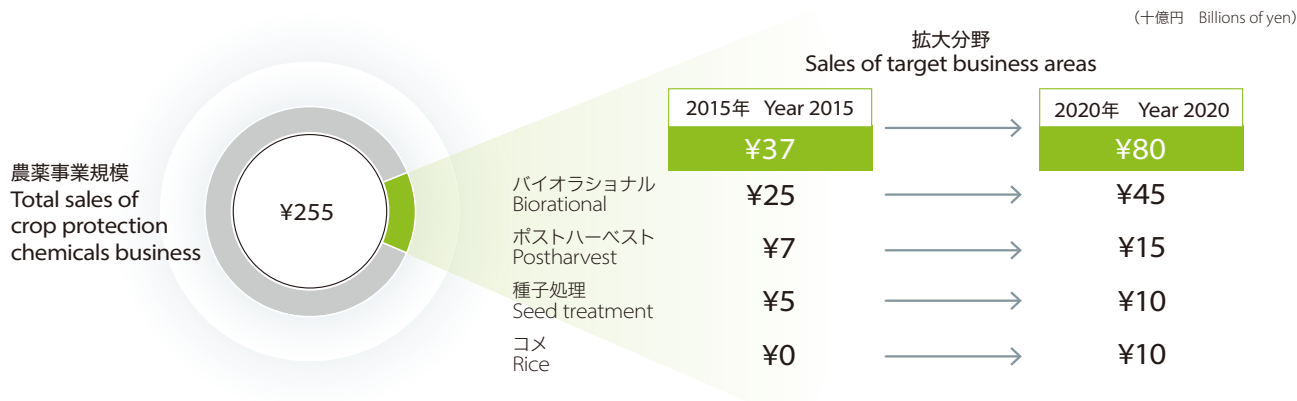 (十億円 Billions of yen)
拡大分野
Sales of target business areas
農薬事業規模
Total sales of
crop protection
chemicals business
¥255
2015年 Year 2015
2020年 Year 2020
¥37
¥80
バイオラショナル
Biorational
¥25
¥45
ポストハーベスト
Postharvest
¥7
¥15
種子処理
Seed treatment
¥5
¥10
コメ
Rice
¥0
¥10